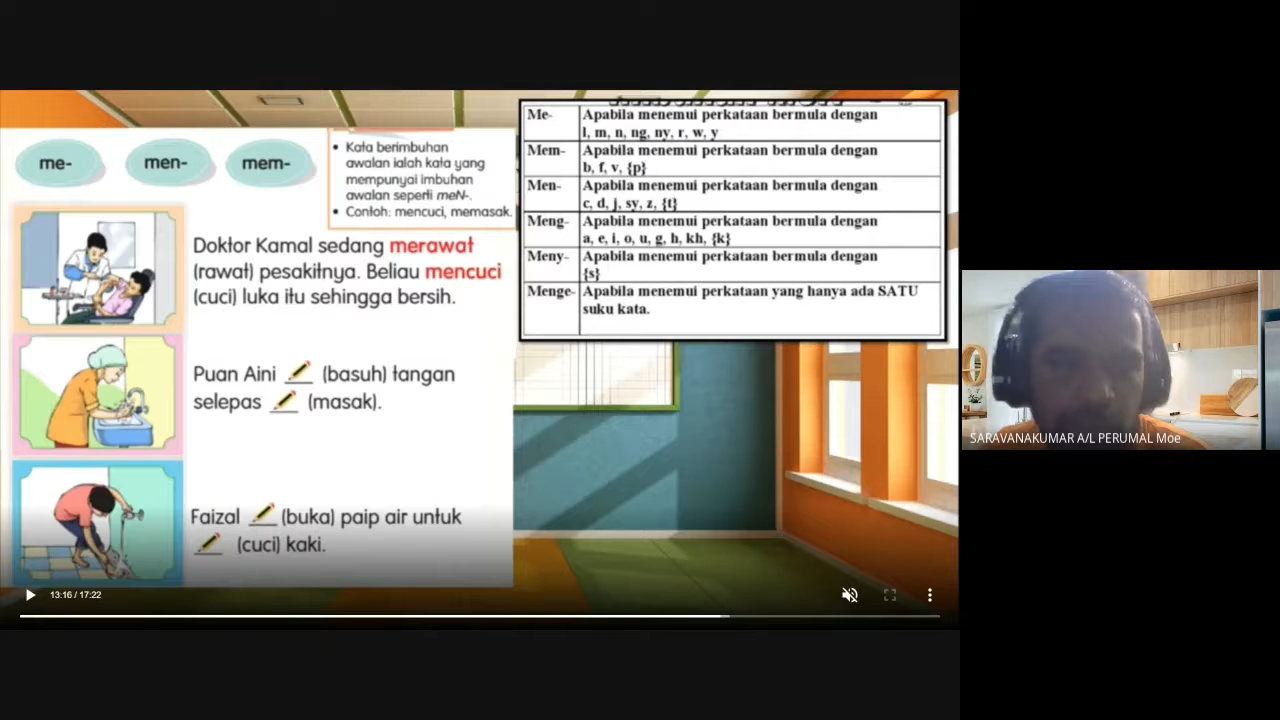 me-
men-
mem-
• Kata berimbuhan
awalan ialah kata yang
mempunyai imbuhan
awalan seperti meN-.
• Contoh: mencuci, memasak.
Doktor Kamal sedang merawat
(rawat) pesakitnya. Beliau mencuci
(cuci) luka itu sehingga bersih.
Puan Aini (basuh) tangan
selepas (masak).
Faizal (buka) paip air untuk
(cuci) kaki.
Me- Apabila menemui perkataan bermula dengan
l, m, n, ng, ny, r, w, y
Mem- Apabila menemui perkataan bermula dengan
b, f, v, {p}
Men- Apabila menemui perkataan bermula dengan
c, d, j, sy, z, {t}
Meng- Apabila menemui perkataan bermula dengan
a, e, i, o, u, g, h, kh, {k}
Meny- Apabila menemui perkataan bermula dengan
{s}
Menge- Apabila menemui perkataan yang hanya ada SATU
suku kata.
13:16 / 17:22
SARAVANAKUMAR A/L PERUMAL Moe